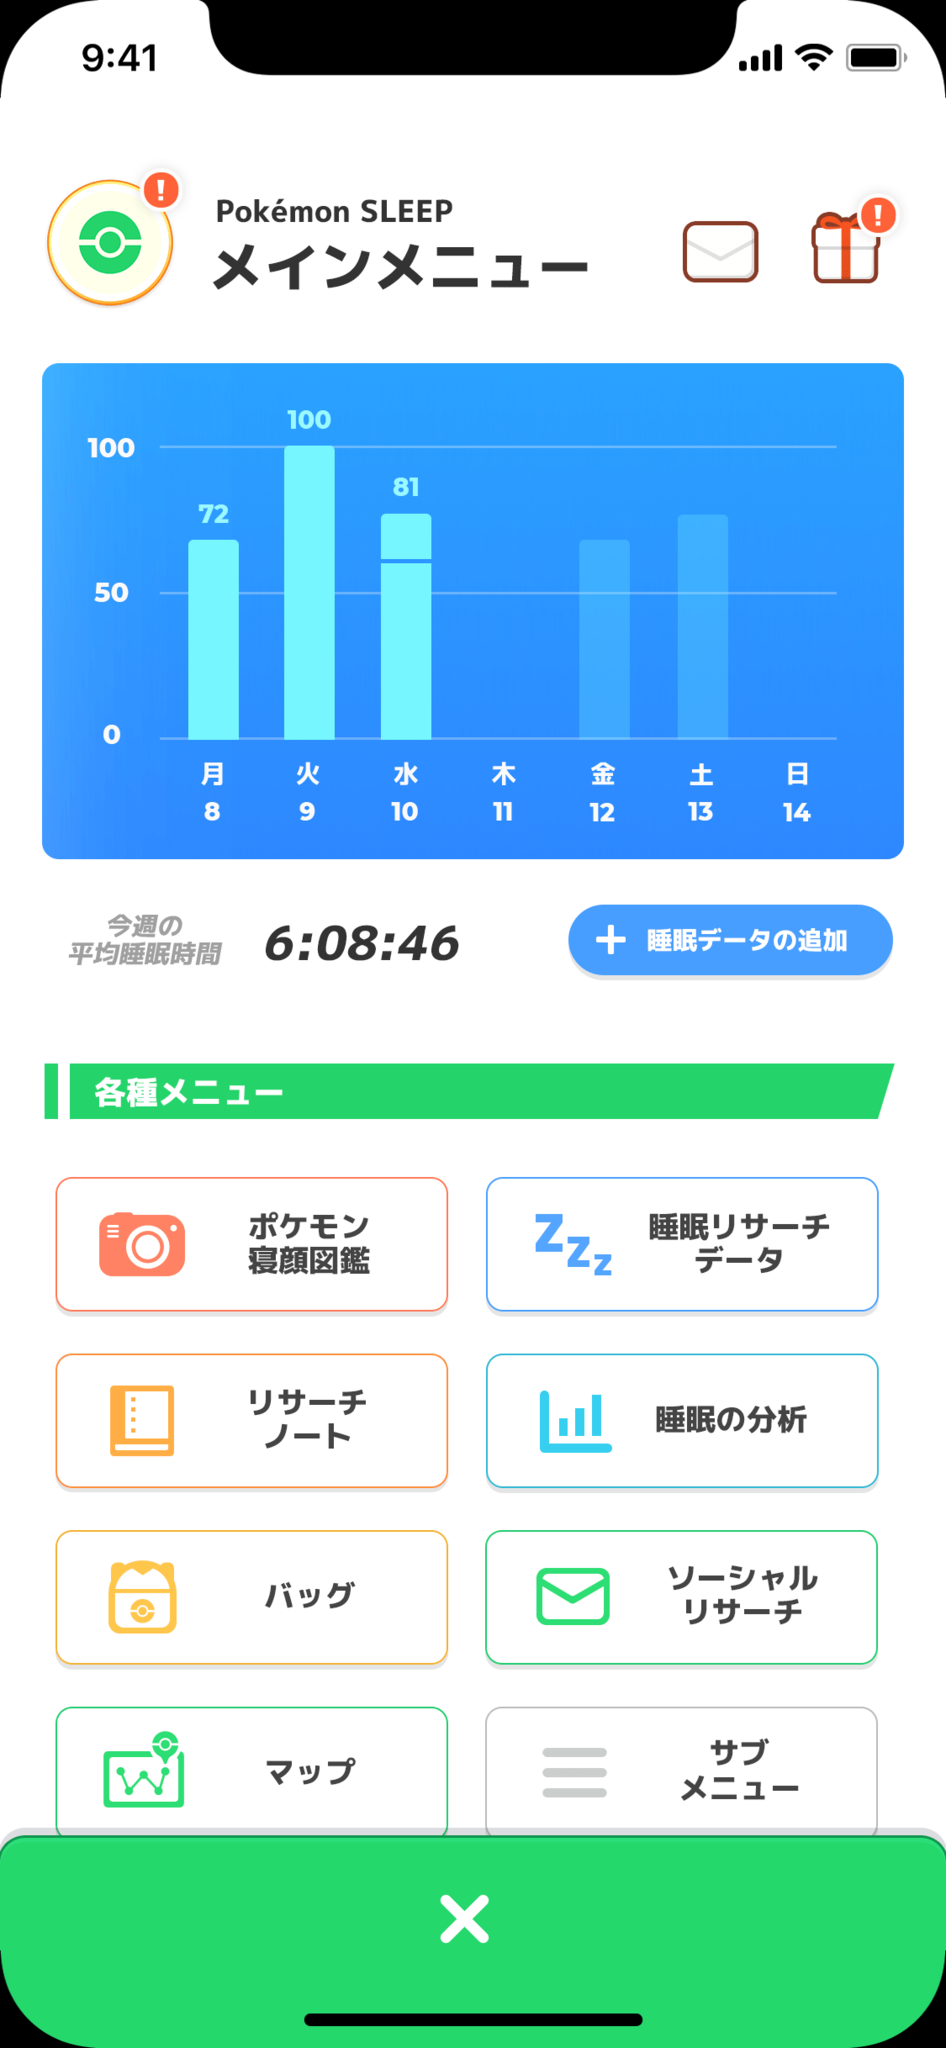 9:41
Pokémon SLEEP
メインメニュー
100
50
0
72
100
81
月 火 水 木 金 土 日
8 9 10 11 12 13 14
今週の
平均睡眠時間
6:08:46
睡眠データの追加
各種メニュー
ポケモン
寝顔図鑑
睡眠リサーチ
データ
リサーチ
ノート
睡眠の分析
バッグ
ソーシャル
リサーチ
マップ
サブ
メニュー